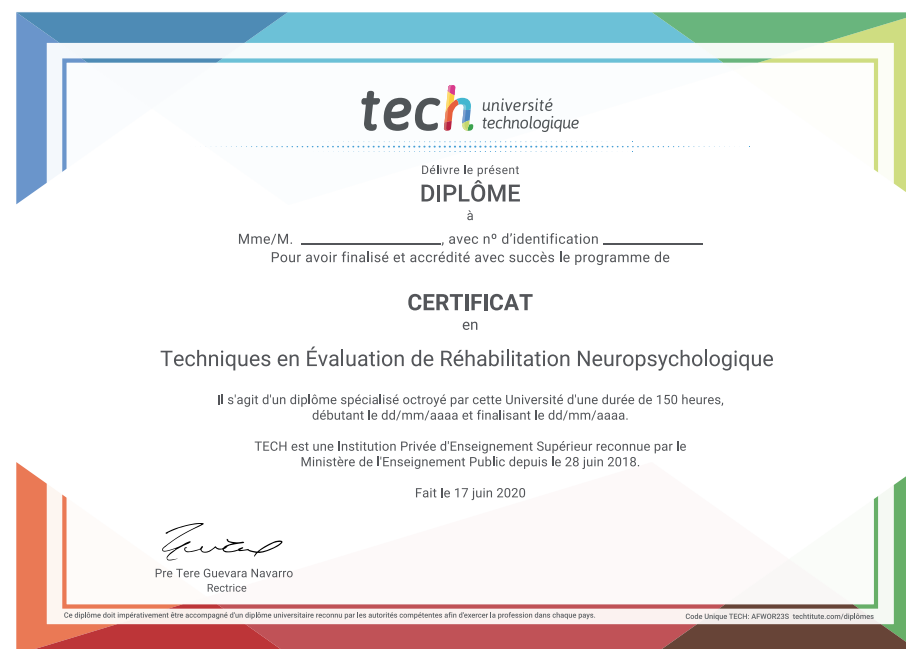 tech université
technologique
Délivre le présent
DIPLÔME
à
Mme/M. ____________________, avec nº d'identification ______________
Pour avoir finalisé et accrédité avec succès le programme de
CERTIFICAT
en
Techniques en Évaluation de Réhabilitation Neuropsychologique
Il s'agit d'un diplôme spécialisé octroyé par cette Université d'une durée de 150 heures,
débutant le dd/mm/aaaa et finalisant le dd/mm/aaaa.
TECH est une Institution Privée d'Enseignement Supérieur reconnue par le
Ministère de l'Enseignement Public depuis le 28 juin 2018.
Fait le 17 juin 2020
Pre Tere Guevara Navarro
Rectrice
Ce diplôme doit impérativement être accompagné d'un diplôme universitaire reconnu par les autorités compétentes afin d'exercer la profession dans chaque pays.
Code Unique TECH: AFWOR23S techtitute.com/diplômes